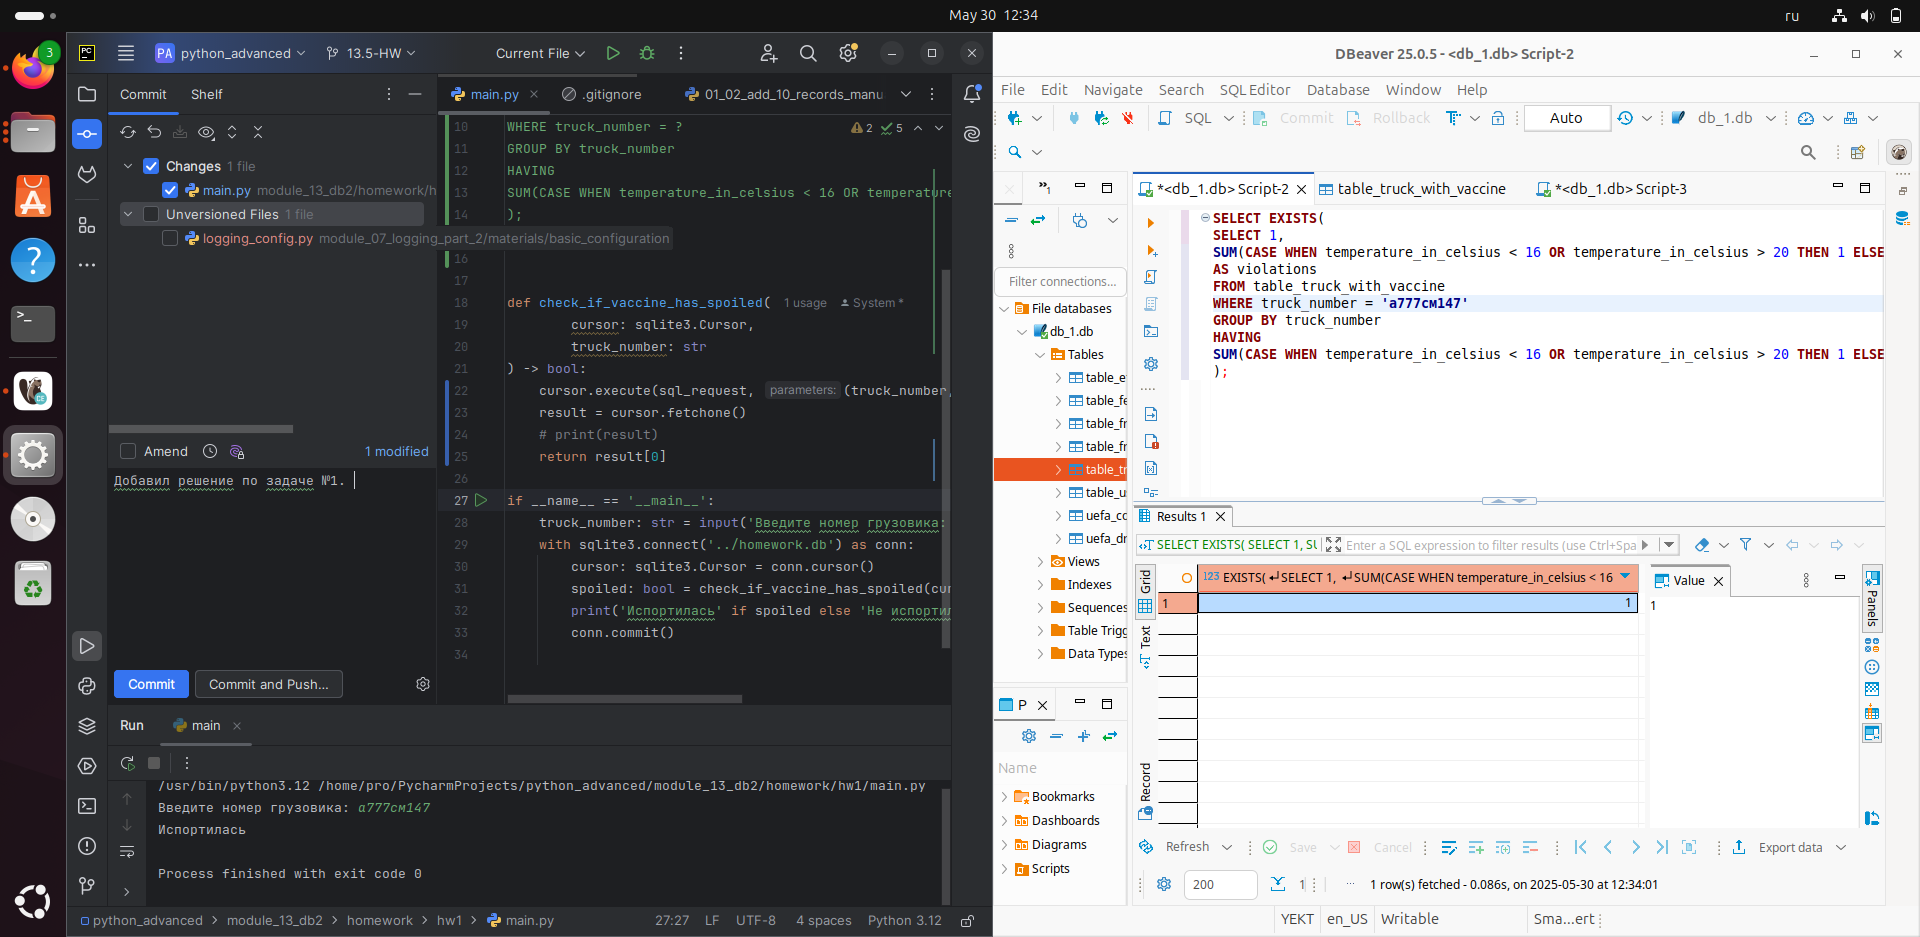 May 30 12:34
ru
3
PC
PA python_advanced
13.5-HW
Current File
Commit
Shelf
Changes 1 file
main.py module_13_db2/homework/h
Unversioned Files 1 file
logging_config.py module_07_logging_part_2/materials/basic_configuration
Amend
1 modified
Добавил решение по задаче №1.
Commit
Commit and Push...
main.py
.gitignore
01_02_add_10_records_manu
2
5
10 WHERE truck_number = ?
11 GROUP BY truck_number
12 HAVING
13 SUM(CASE WHEN temperature_in_celsius < 16 OR temperature
14 );
16
17
18 def check_if_vaccine_has_spoiled( 1 usage System *
19 cursor: sqlite3.Cursor,
20 truck_number: str
21 ) -> bool:
22 cursor.execute(sql_request, parameters: (truck_number,
23 result = cursor.fetchone()
24 # print(result)
25 return result[0]
26
27 if __name__ == '__main__':
28 truck_number: str = input('Введите номер грузовика:
29 with sqlite3.connect('../homework.db') as conn:
30 cursor: sqlite3.Cursor = conn.cursor()
31 spoiled: bool = check_if_vaccine_has_spoiled(cur
32 print('Испортилась' if spoiled else 'Не испортил
33 conn.commit()
34
Run
main
/usr/bin/python3.12 /home/pro/PycharmProjects/python_advanced/module_13_db2/homework/hw1/main.py
Введите номер грузовика: а777см147
Испортилась
Process finished with exit code 0
python_advanced > module_13_db2 > homework > hw1 > main.py
27:27 LF UTF-8 4 spaces Python 3.12
DBeaver 25.0.5 - <db_1.db> Script-2
File Edit Navigate Search SQL Editor Database Window Help
SQL
Commit
Rollback
Auto
db_1.db
»1
*<db_1.db> Script-2
table_truck_with_vaccine
*<db_1.db> Script-3
Filter connections...
File databases
db_1.db
Tables
table_e
table_fe
table_fr
table_fr
table_tr
table_u
uefa_co
uefa_dr
Views
Indexes
Sequences
Table Trigg
Data Types
SELECT EXISTS(
SELECT 1,
SUM(CASE WHEN temperature_in_celsius < 16 OR temperature_in_celsius > 20 THEN 1 ELSE
AS violations
FROM table_truck_with_vaccine
WHERE truck_number = 'а777см147'
GROUP BY truck_number
HAVING
SUM(CASE WHEN temperature_in_celsius < 16 OR temperature_in_celsius > 20 THEN 1 ELSE
);
Results 1
SELECT EXISTS( SELECT 1, SU
Enter a SQL expression to filter results (use Ctrl+Spa
Grid
Text
Record
123 EXISTS( ↲SELECT 1, ↲SUM(CASE WHEN temperature_in_celsius < 16
1
1
Value
1
Panels
P
Name
Bookmarks
Dashboards
Diagrams
Scripts
Refresh
Save
Cancel
Export data
200
1
1 row(s) fetched - 0.086s, on 2025-05-30 at 12:34:01
YEKT en_US Writable Sma...ert